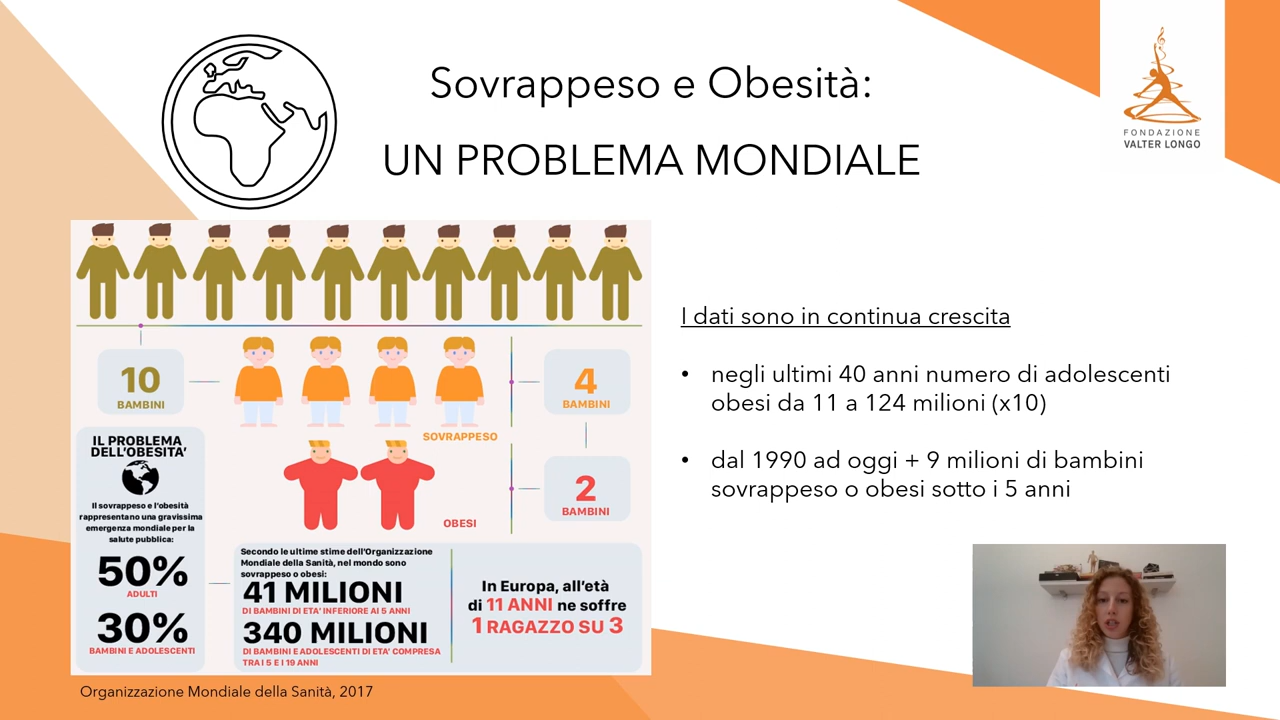 Sovrappeso e Obesità:
UN PROBLEMA MONDIALE
FONDAZIONE
VALTER LONGO
10
BAMBINI
4
BAMBINI
SOVRAPPESO
2
BAMBINI
OBESI
IL PROBLEMA
DELL'OBESITA'
Il sovrappeso e l'obesità
rappresentano una gravissima
emergenza mondiale per la
salute pubblica:
50%
ADULTI
30%
BAMBINI E ADOLESCENTI
Secondo le ultime stime dell'Organizzazione
Mondiale della Sanità, nel mondo sono
sovrappeso o obesi:
41 MILIONI
DI BAMBINI DI ETA' INFERIORE AI 5 ANNI
340 MILIONI
DI BAMBINI E ADOLESCENTI DI ETA' COMPRESA
TRA I 5 E I 19 ANNI
In Europa, all'età
di 11 ANNI ne soffre
1 RAGAZZO SU 3
Organizzazione Mondiale della Sanità, 2017
I dati sono in continua crescita
• negli ultimi 40 anni numero di adolescenti
obesi da 11 a 124 milioni (x10)
• dal 1990 ad oggi + 9 milioni di bambini
sovrappeso o obesi sotto i 5 anni